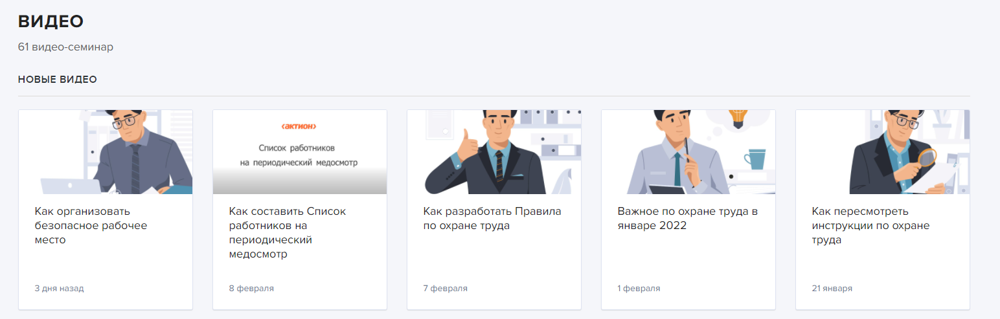 ВИДЕО
61 видео-семинар
НОВЫЕ ВИДЕО
‹актион›
Список работников
на периодический медосмотр
Как организовать
безопасное рабочее
место
3 дня назад
Как составить Список
работников на
периодический
медосмотр
8 февраля
Как разработать Правила
по охране труда
7 февраля
Важное по охране труда в
январе 2022
1 февраля
Как пересмотреть
инструкции по охране
труда
21 января